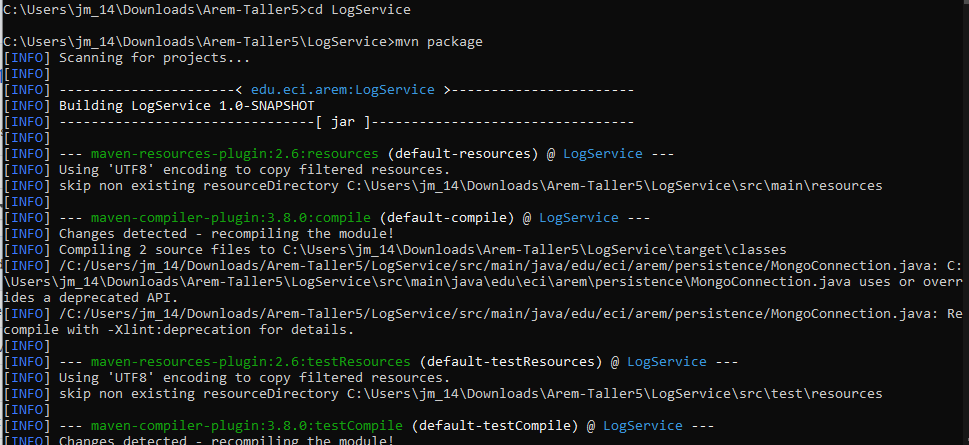 C:\Users\jm_14\Downloads\Arem-Taller5>cd LogService
C:\Users\jm_14\Downloads\Arem-Taller5\LogService>mvn package
[INFO] Scanning for projects...
[INFO]
[INFO] ----------------------< edu.eci.arem:LogService >-----------------------
[INFO] Building LogService 1.0-SNAPSHOT
[INFO] --------------------------------[ jar ]---------------------------------
[INFO]
[INFO] --- maven-resources-plugin:2.6:resources (default-resources) @ LogService ---
[INFO] Using 'UTF8' encoding to copy filtered resources.
[INFO] skip non existing resourceDirectory C:\Users\jm_14\Downloads\Arem-Taller5\LogService\src\main\resources
[INFO]
[INFO] --- maven-compiler-plugin:3.8.0:compile (default-compile) @ LogService ---
[INFO] Changes detected - recompiling the module!
[INFO] Compiling 2 source files to C:\Users\jm_14\Downloads\Arem-Taller5\LogService\target\classes
[INFO] /C:/Users/jm_14/Downloads/Arem-Taller5/LogService/src/main/java/edu/eci/arem/persistence/MongoConnection.java: C:
\Users\jm_14\Downloads\Arem-Taller5\LogService\src\main\java\edu\eci\arem\persistence\MongoConnection.java uses or overr
ides a deprecated API.
[INFO] /C:/Users/jm_14/Downloads/Arem-Taller5/LogService/src/main/java/edu/eci/arem/persistence/MongoConnection.java: Re
compile with -Xlint:deprecation for details.
[INFO]
[INFO] --- maven-resources-plugin:2.6:testResources (default-testResources) @ LogService ---
[INFO] Using 'UTF8' encoding to copy filtered resources.
[INFO] skip non existing resourceDirectory C:\Users\jm_14\Downloads\Arem-Taller5\LogService\src\test\resources
[INFO]
[INFO] --- maven-compiler-plugin:3.8.0:testCompile (default-testCompile) @ LogService ---
[INFO] Changes detected - recompiling the module!